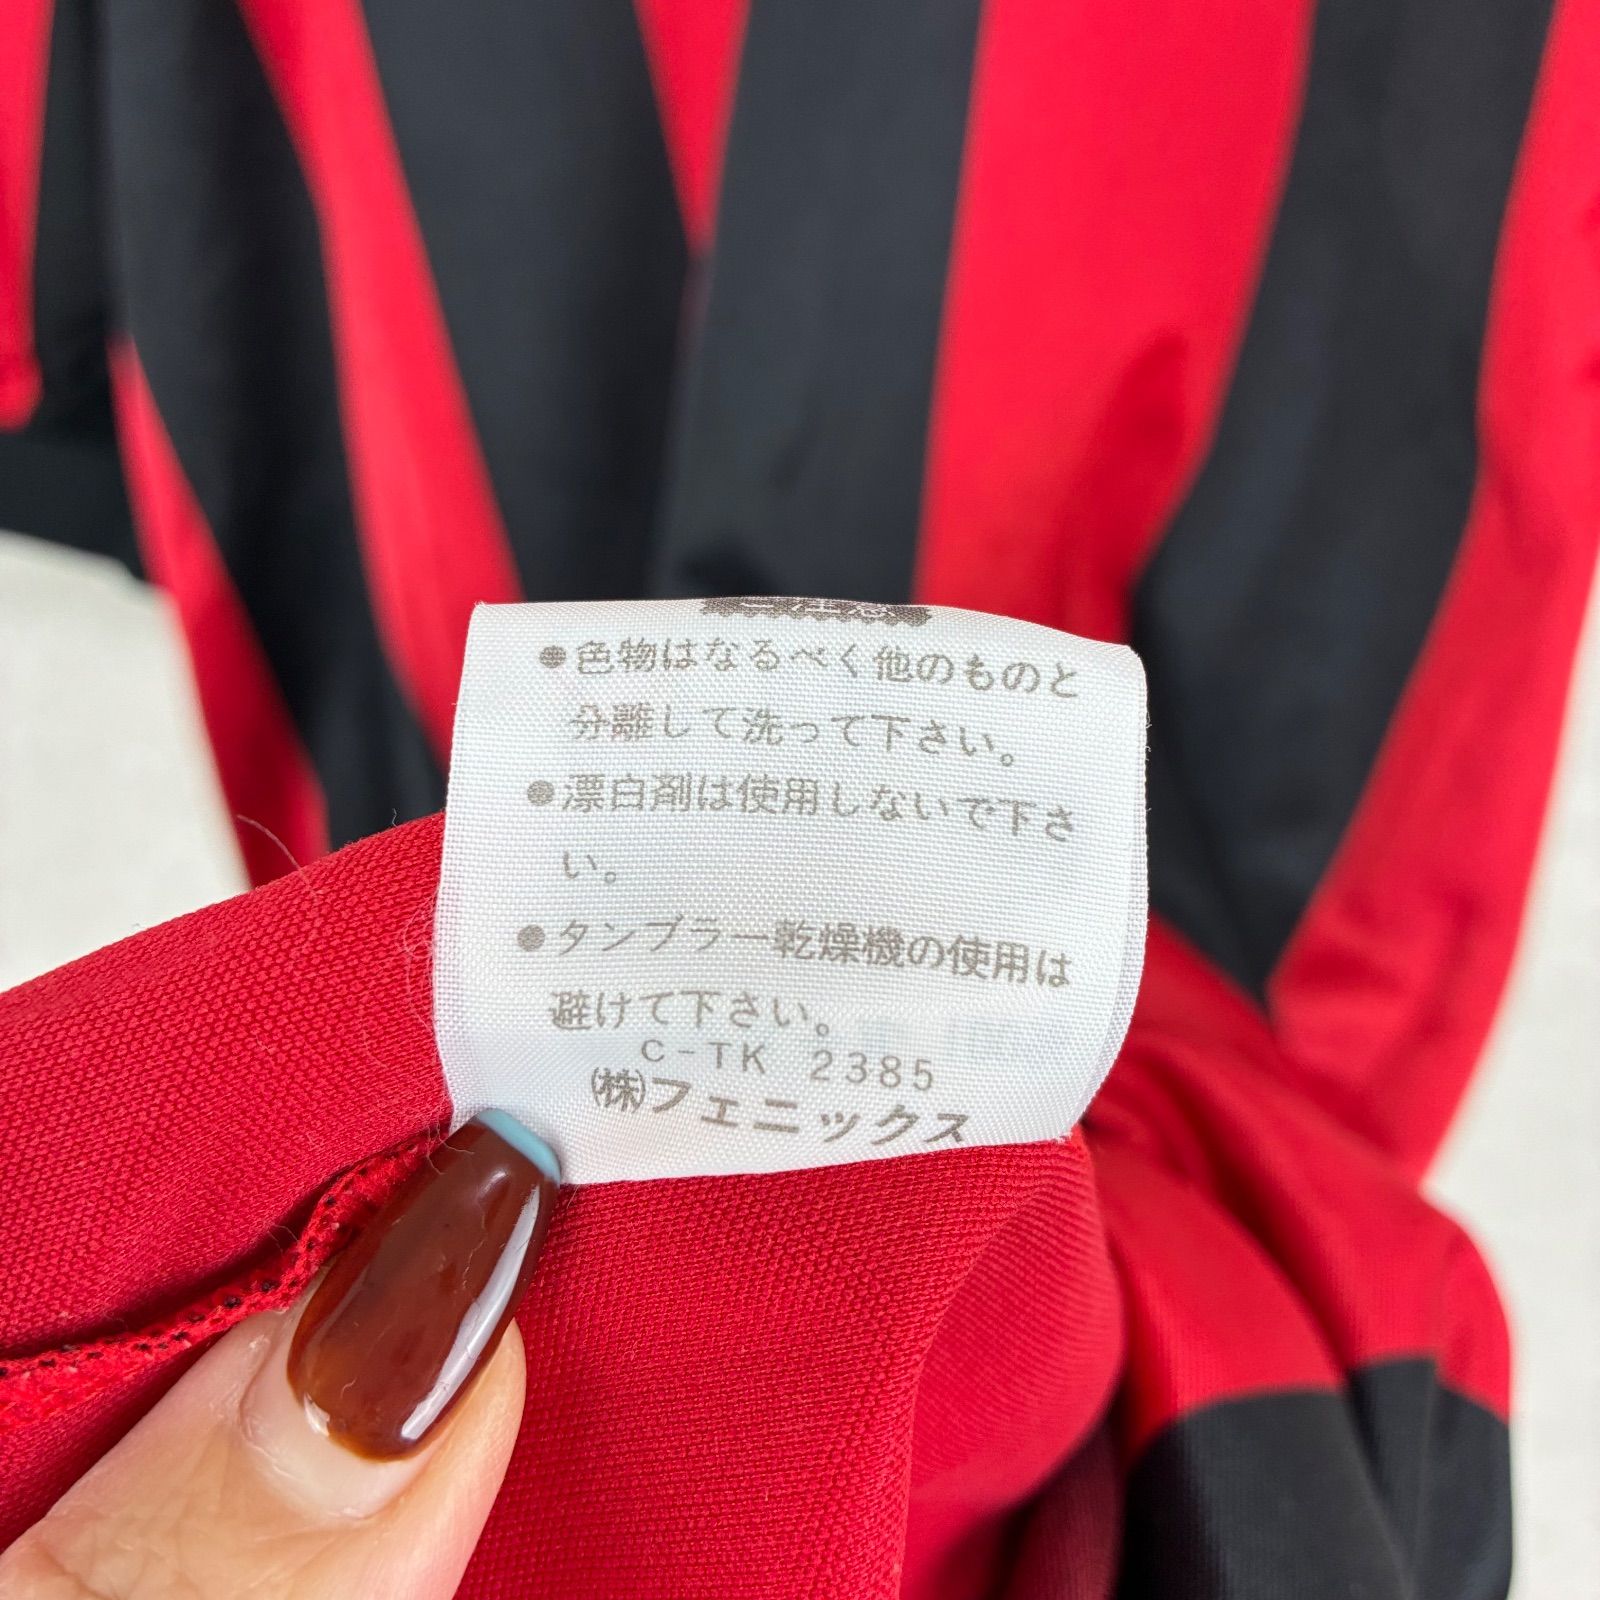 ご注意
●色物はなるべく他のものと
分離して洗って下さい。
●漂白剤は使用しないで下さ
い。
●タンブラー乾燥機の使用は
避けて下さい。
C-TK 2385
㈱フェニックス